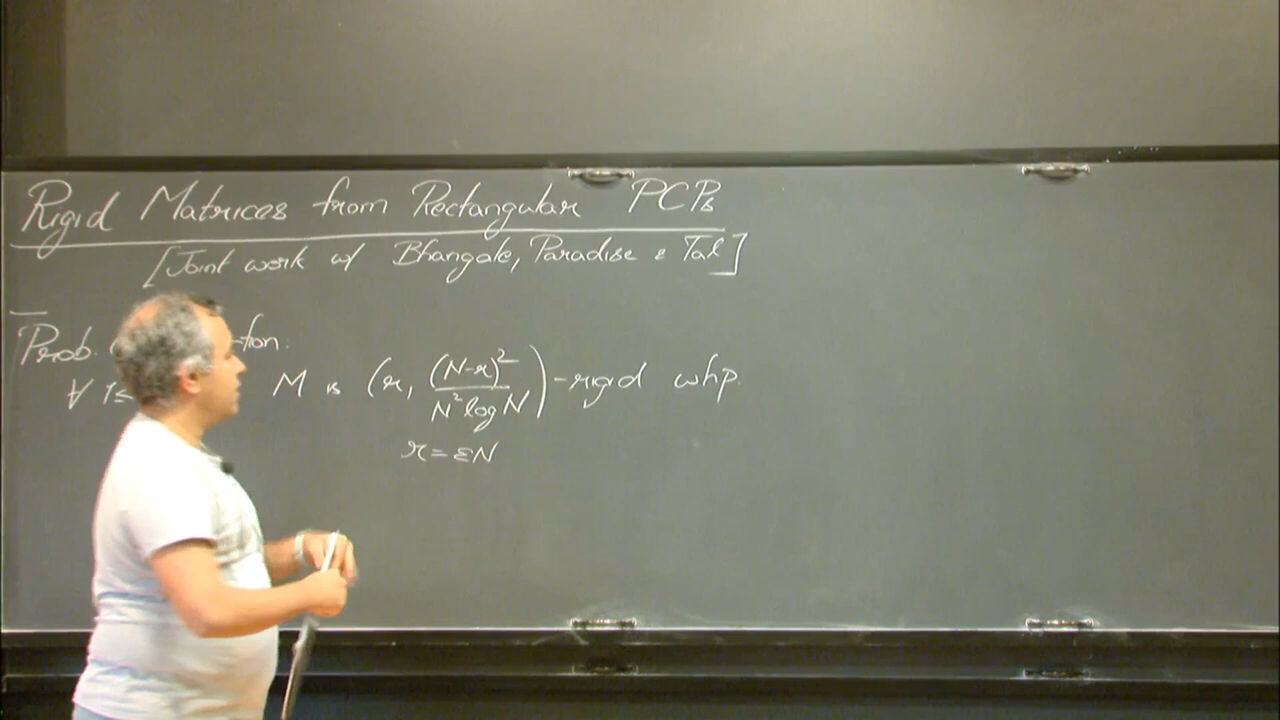 Rigid Matrices from Rectangular PCPs
[Joint work w/ Bhangale, Paradise & Tal]
Prob.
∀ 1≤ M is (r, (N-r)²/N² log N)-rigid whp.
r = εN